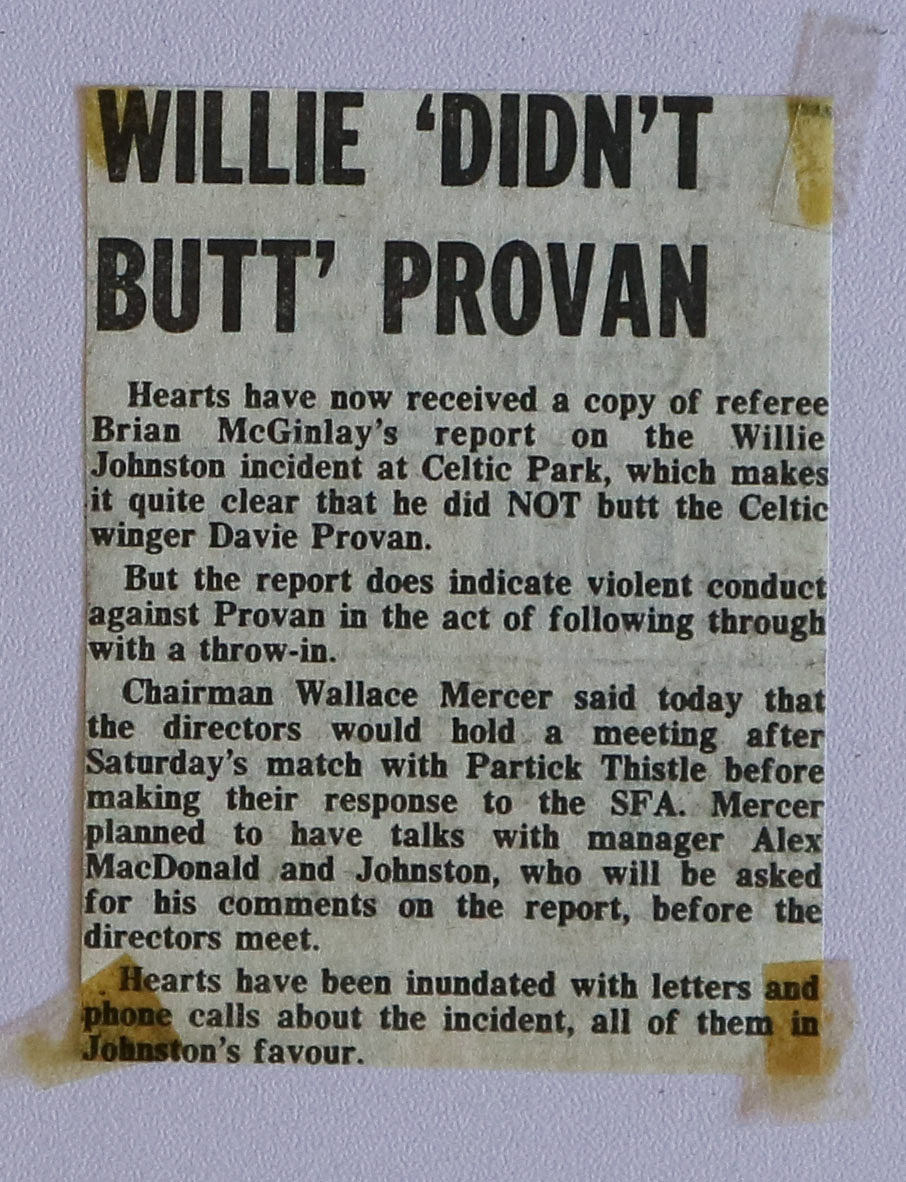 WILLIE ‘DIDN’T
BUTT’ PROVAN
Hearts have now received a copy of referee
Brian McGinlay’s report on the Willie
Johnston incident at Celtic Park, which makes
it quite clear that he did NOT butt the Celtic
winger Davie Provan.
But the report does indicate violent conduct
against Provan in the act of following through
with a throw-in.
Chairman Wallace Mercer said today that
the directors would hold a meeting after
Saturday’s match with Partick Thistle before
making their response to the SFA. Mercer
planned to have talks with manager Alex
MacDonald and Johnston, who will be asked
for his comments on the report, before the
directors meet.
Hearts have been inundated with letters and
phone calls about the incident, all of them in
Johnston’s favour.